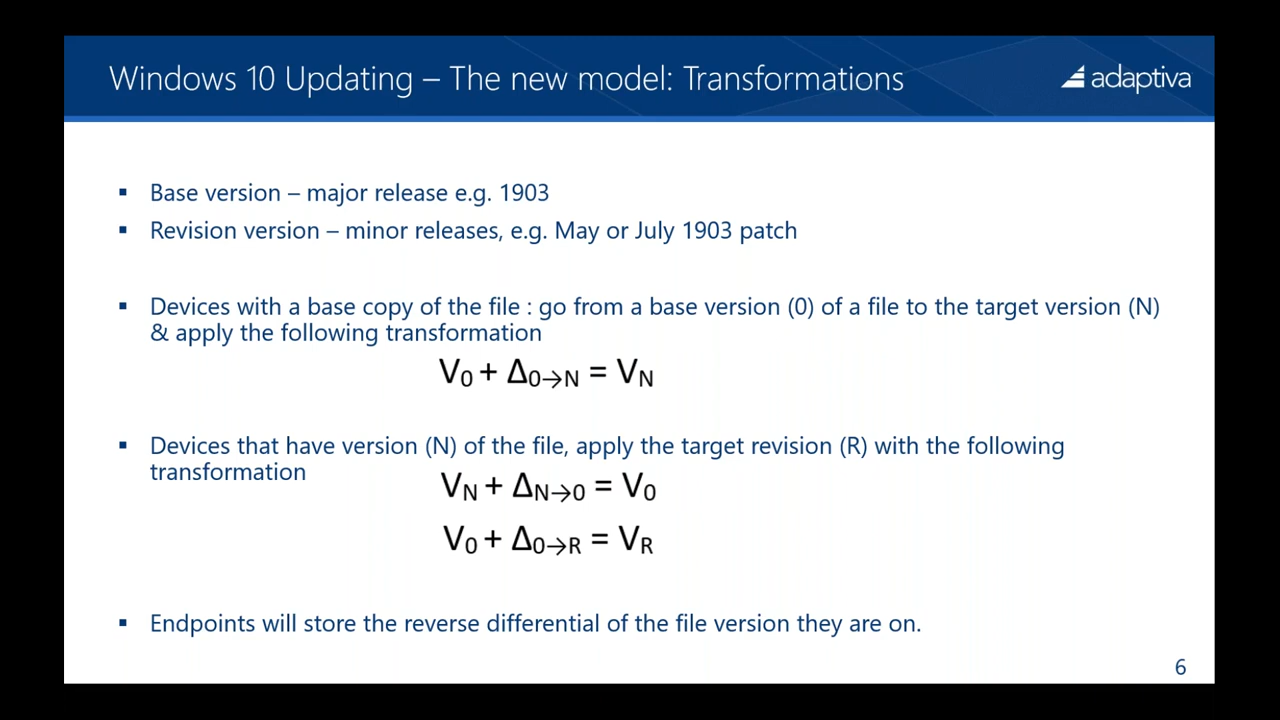 Windows 10 Updating – The new model: Transformations
adaptiva
▪ Base version – major release e.g. 1903
▪ Revision version – minor releases, e.g. May or July 1903 patch
▪ Devices with a base copy of the file : go from a base version (0) of a file to the target version (N)
& apply the following transformation
V₀ + Δ₀→N = VN
▪ Devices that have version (N) of the file, apply the target revision (R) with the following
transformation
VN + ΔN→₀ = V₀
V₀ + Δ₀→R = VR
▪ Endpoints will store the reverse differential of the file version they are on.
6